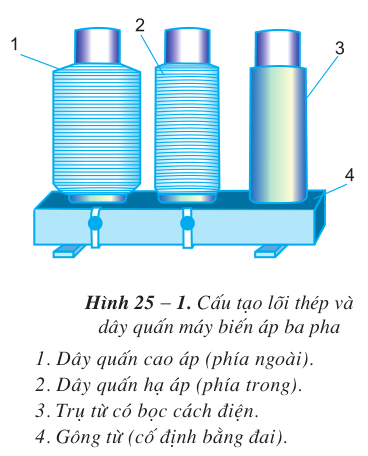 1
2
3
4
Hình 25 – 1. Cấu tạo lõi thép và
dây quấn máy biến áp ba pha
1. Dây quấn cao áp (phía ngoài).
2. Dây quấn hạ áp (phía trong).
3. Trụ từ có bọc cách điện.
4. Gông từ (cố định bằng đai).